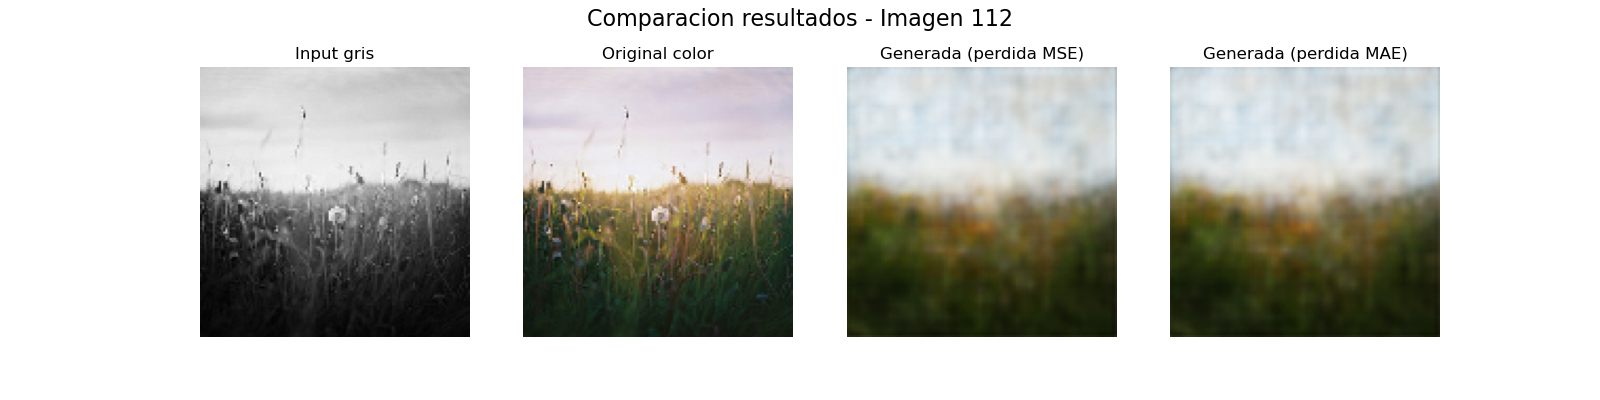 Comparacion resultados - Imagen 112
Input gris
Original color
Generada (perdida MSE)
Generada (perdida MAE)